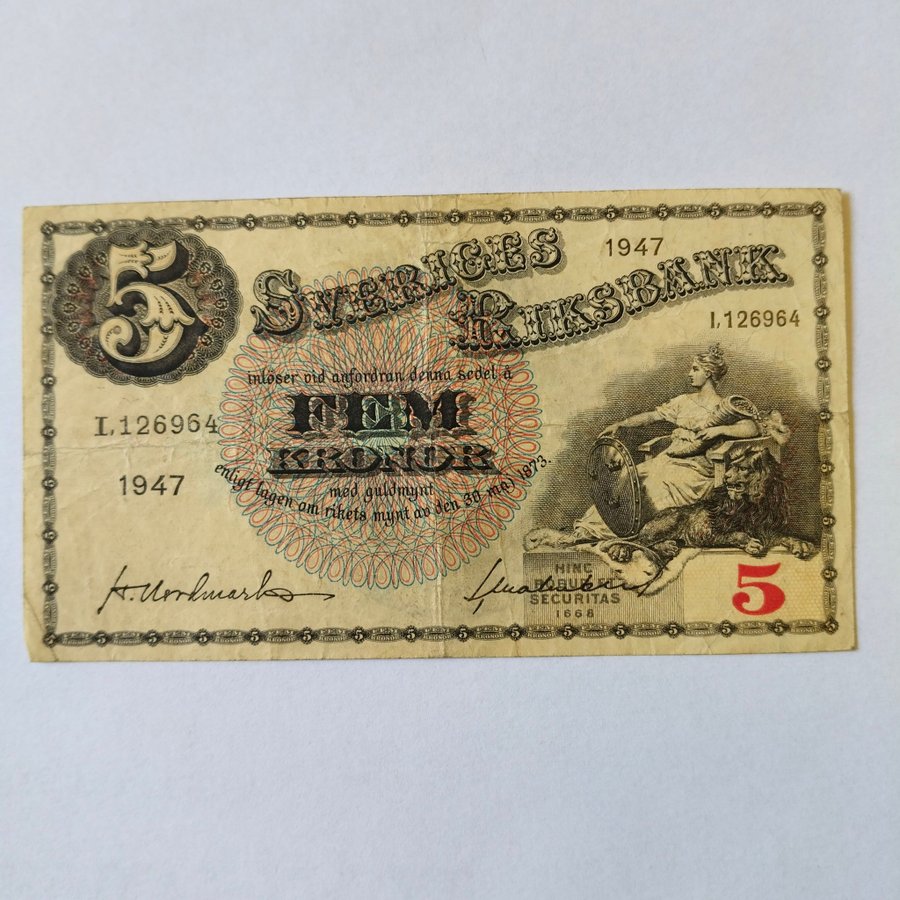 5
SVERIGES
RIKSBANK
1947
L,126964
inlöser vid anfordran denna sedel å
FEM
KRONOR
med guldmynt
enligt lagen om rikets mynt av den 30 maj 1873.
L,126964
1947
H. Nordmark
HINC
SECURITAS
1668
5